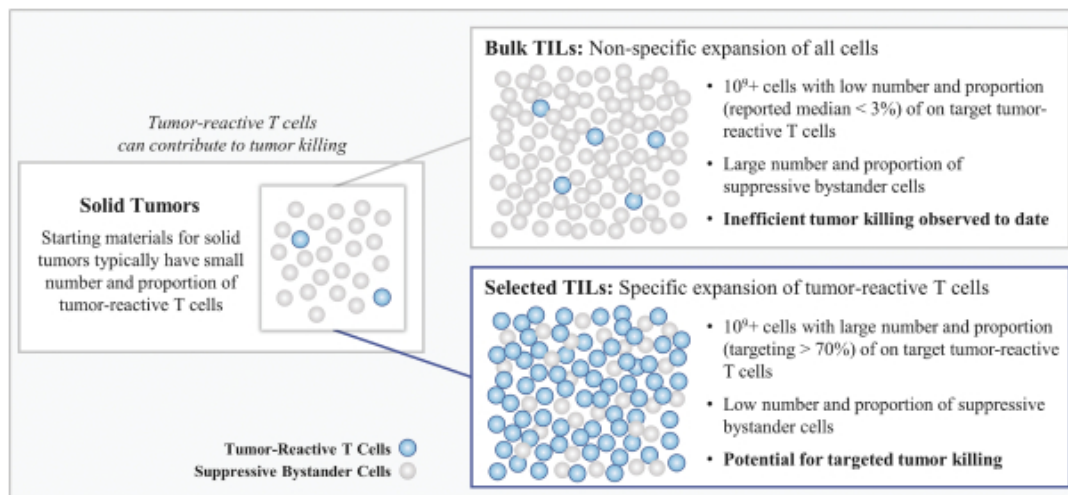 Tumor-reactive T cells
can contribute to tumor killing
Solid Tumors
Starting materials for solid
tumors typically have small
number and proportion of
tumor-reactive T cells
Bulk TILs: Non-specific expansion of all cells
• 10⁹+ cells with low number and proportion
(reported median < 3%) of on target tumor-
reactive T cells
• Large number and proportion of
suppressive bystander cells
• Inefficient tumor killing observed to date
Selected TILs: Specific expansion of tumor-reactive T cells
• 10⁹+ cells with large number and proportion
(targeting > 70%) of on target tumor-reactive
T cells
• Low number and proportion of suppressive
bystander cells
• Potential for targeted tumor killing
Tumor-Reactive T Cells
Suppressive Bystander Cells